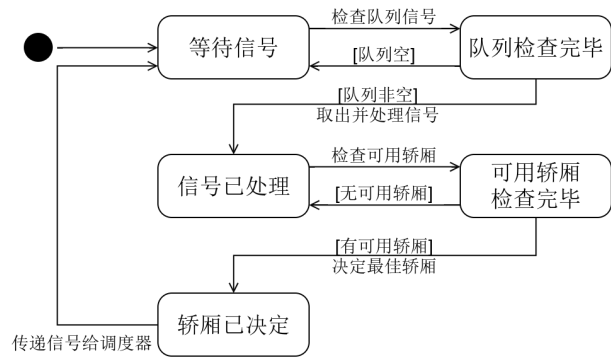 检查队列信号
等待信号
队列检查完毕
[队列空]
[队列非空]
取出并处理信号
检查可用轿厢
信号已处理
可用轿厢
检查完毕
[无可用轿厢]
[有可用轿厢]
决定最佳轿厢
轿厢已决定
传递信号给调度器